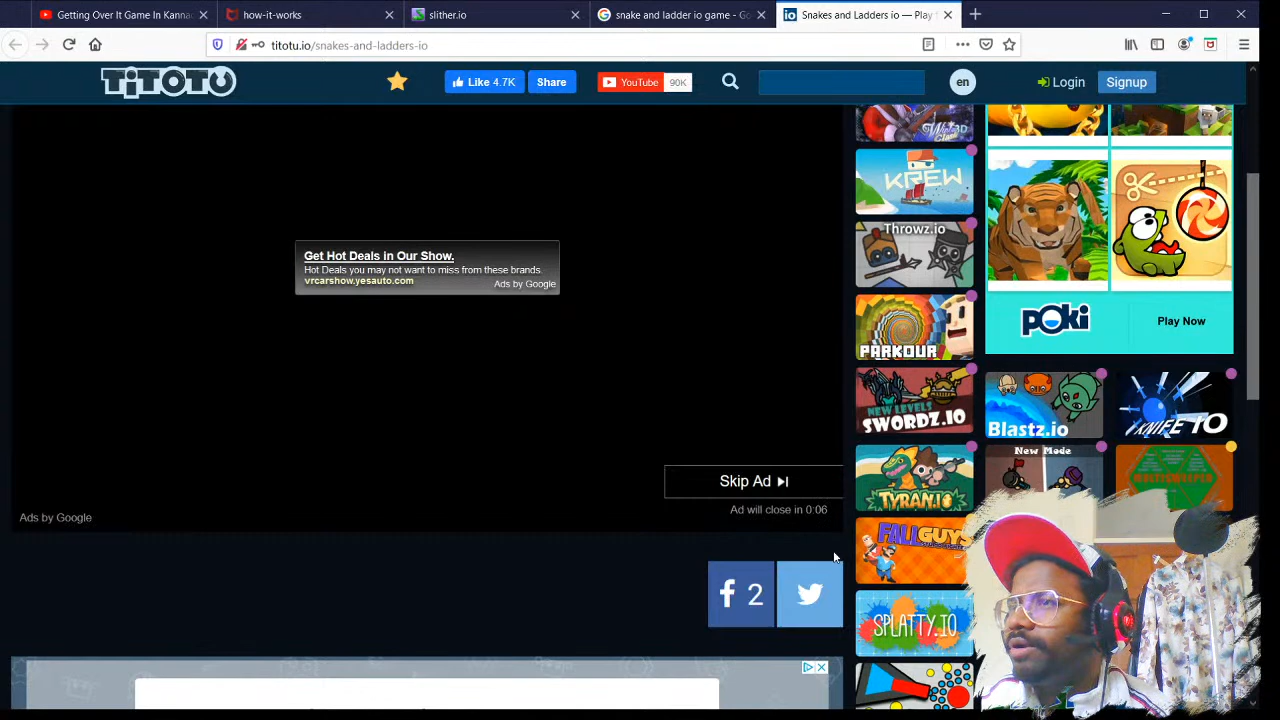 Getting Over It Game In Kanna
how-it-works
slither.io
snake and ladder io game - Go
Snakes and Ladders io — Play
titotu.io/snakes-and-ladders-io
TiTOTU
Like 4.7K
Share
YouTube
90K
en
Login
Signup
KREW
Throwz.io
PARKOUR
NEW LEVELS
SWORDZ.IO
TYRAN.IO
FALL GUYS
SPLATTY.IO
POKI
Play Now
Blastz.io
KNIFE IO
New Mode
Get Hot Deals in Our Show.
Hot Deals you may not want to miss from these brands.
vrcarshow.yesauto.com
Ads by Google
Skip Ad
Ad will close in 0:06
Ads by Google
2